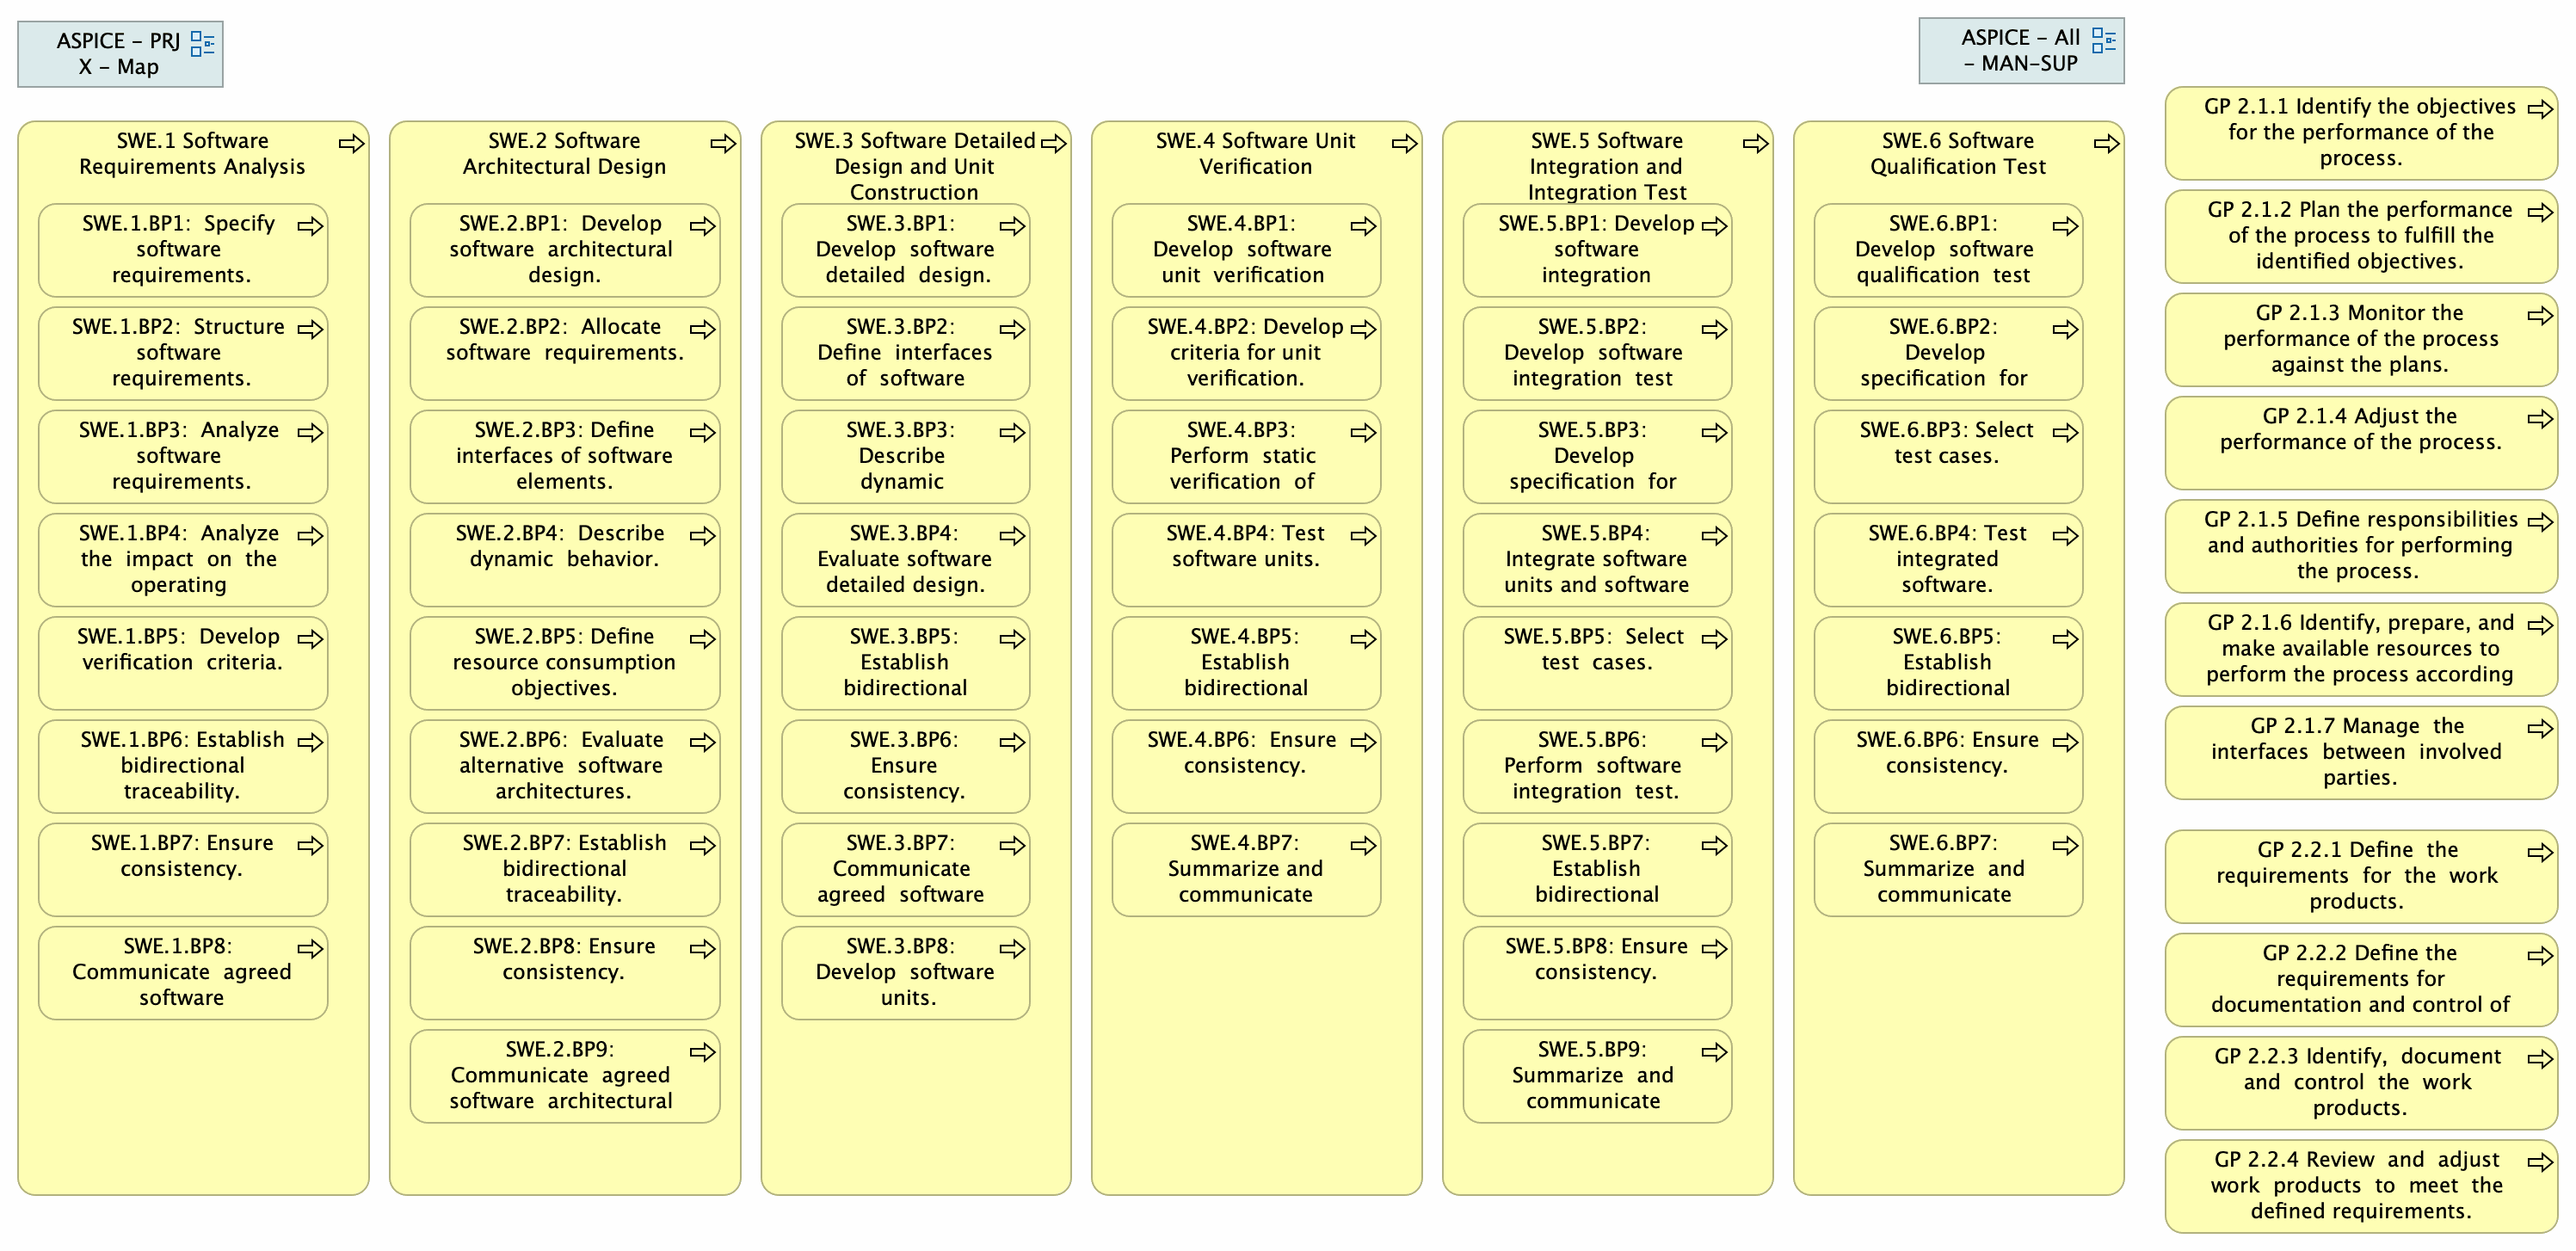 ASPICE – PRJ
X – Map
ASPICE – All
– MAN–SUP
SWE.1 Software
Requirements Analysis
SWE.1.BP1: Specify
software
requirements.
SWE.1.BP2: Structure
software
requirements.
SWE.1.BP3: Analyze
software
requirements.
SWE.1.BP4: Analyze
the impact on the
operating
SWE.1.BP5: Develop
verification criteria.
SWE.1.BP6: Establish
bidirectional
traceability.
SWE.1.BP7: Ensure
consistency.
SWE.1.BP8:
Communicate agreed
software
SWE.2 Software
Architectural Design
SWE.2.BP1: Develop
software architectural
design.
SWE.2.BP2: Allocate
software requirements.
SWE.2.BP3: Define
interfaces of software
elements.
SWE.2.BP4: Describe
dynamic behavior.
SWE.2.BP5: Define
resource consumption
objectives.
SWE.2.BP6: Evaluate
alternative software
architectures.
SWE.2.BP7: Establish
bidirectional
traceability.
SWE.2.BP8: Ensure
consistency.
SWE.2.BP9:
Communicate agreed
software architectural
SWE.3 Software Detailed
Design and Unit
Construction
SWE.3.BP1:
Develop software
detailed design.
SWE.3.BP2:
Define interfaces
of software
SWE.3.BP3:
Describe
dynamic
SWE.3.BP4:
Evaluate software
detailed design.
SWE.3.BP5:
Establish
bidirectional
SWE.3.BP6:
Ensure
consistency.
SWE.3.BP7:
Communicate
agreed software
SWE.3.BP8:
Develop software
units.
SWE.4 Software Unit
Verification
SWE.4.BP1:
Develop software
unit verification
SWE.4.BP2: Develop
criteria for unit
verification.
SWE.4.BP3:
Perform static
verification of
SWE.4.BP4: Test
software units.
SWE.4.BP5:
Establish
bidirectional
SWE.4.BP6: Ensure
consistency.
SWE.4.BP7:
Summarize and
communicate
SWE.5 Software
Integration and
Integration Test
SWE.5.BP1: Develop
software
integration
SWE.5.BP2:
Develop software
integration test
SWE.5.BP3:
Develop
specification for
SWE.5.BP4:
Integrate software
units and software
SWE.5.BP5: Select
test cases.
SWE.5.BP6:
Perform software
integration test.
SWE.5.BP7:
Establish
bidirectional
SWE.5.BP8: Ensure
consistency.
SWE.5.BP9:
Summarize and
communicate
SWE.6 Software
Qualification Test
SWE.6.BP1:
Develop software
qualification test
SWE.6.BP2:
Develop
specification for
SWE.6.BP3: Select
test cases.
SWE.6.BP4: Test
integrated
software.
SWE.6.BP5:
Establish
bidirectional
SWE.6.BP6: Ensure
consistency.
SWE.6.BP7:
Summarize and
communicate
GP 2.1.1 Identify the objectives
for the performance of the
process.
GP 2.1.2 Plan the performance
of the process to fulfill the
identified objectives.
GP 2.1.3 Monitor the
performance of the process
against the plans.
GP 2.1.4 Adjust the
performance of the process.
GP 2.1.5 Define responsibilities
and authorities for performing
the process.
GP 2.1.6 Identify, prepare, and
make available resources to
perform the process according
GP 2.1.7 Manage the
interfaces between involved
parties.
GP 2.2.1 Define the
requirements for the work
products.
GP 2.2.2 Define the
requirements for
documentation and control of
GP 2.2.3 Identify, document
and control the work
products.
GP 2.2.4 Review and adjust
work products to meet the
defined requirements.